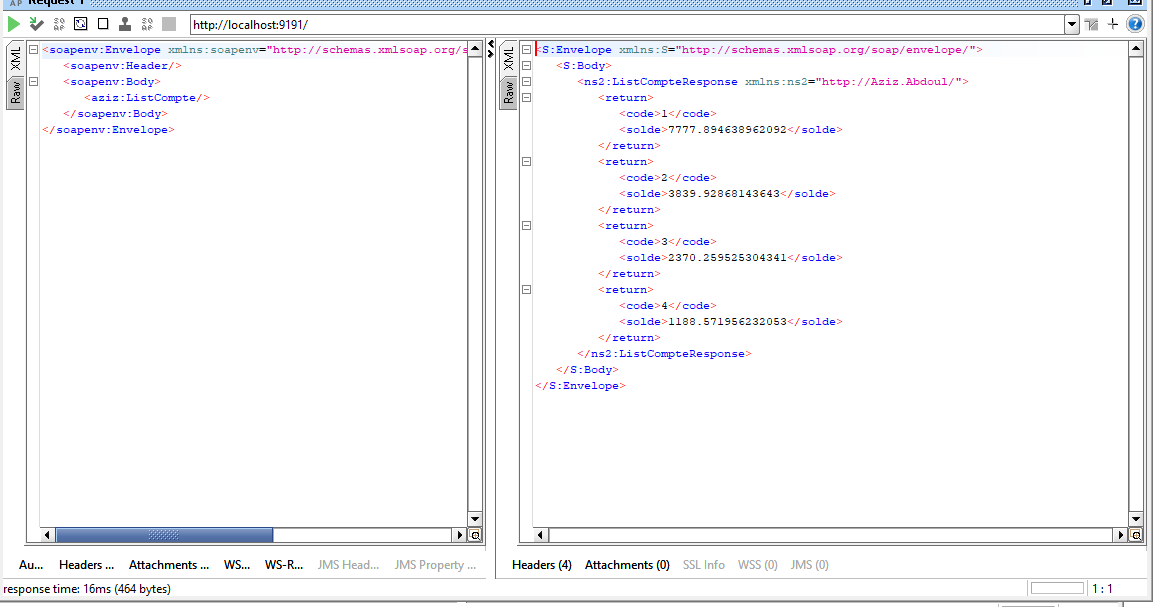 Request 1
http://localhost:9191/
XML
Raw
<soapenv:Envelope xmlns:soapenv="http://schemas.xmlsoap.org/s
<soapenv:Header/>
<soapenv:Body>
<aziz:ListCompte/>
</soapenv:Body>
</soapenv:Envelope>
XML
Raw
<S:Envelope xmlns:S="http://schemas.xmlsoap.org/soap/envelope/">
<S:Body>
<ns2:ListCompteResponse xmlns:ns2="http://Aziz.Abdoul/">
<return>
<code>1</code>
<solde>7777.894638962092</solde>
</return>
<return>
<code>2</code>
<solde>3839.92868143643</solde>
</return>
<return>
<code>3</code>
<solde>2370.259525304341</solde>
</return>
<return>
<code>4</code>
<solde>1188.571956232053</solde>
</return>
</ns2:ListCompteResponse>
</S:Body>
</S:Envelope>
Au... Headers ... Attachments ... WS... WS-R... JMS Head... JMS Property ...
Headers (4) Attachments (0) SSL Info WSS (0) JMS (0)
response time: 16ms (464 bytes)
1 : 1